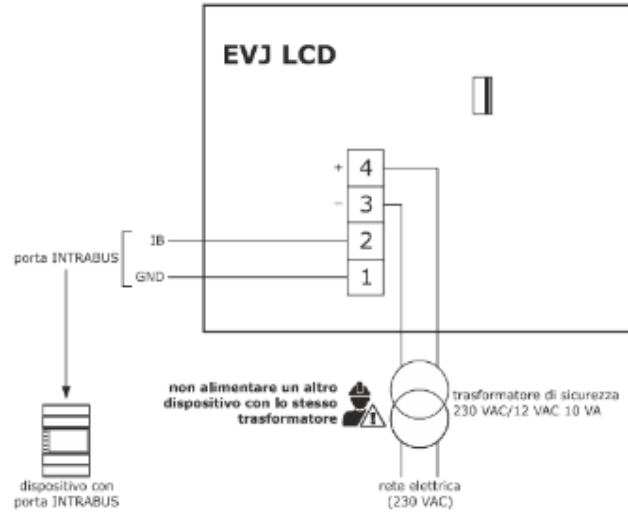 EVJ LCD
+ 4
– 3
IB 2
porta INTRABUS
GND 1
non alimentare un altro
dispositivo con lo stesso
trasformatore
trasformatore di sicurezza
230 VAC/12 VAC 10 VA
dispositivo con
porta INTRABUS
rete elettrica
(230 VAC)